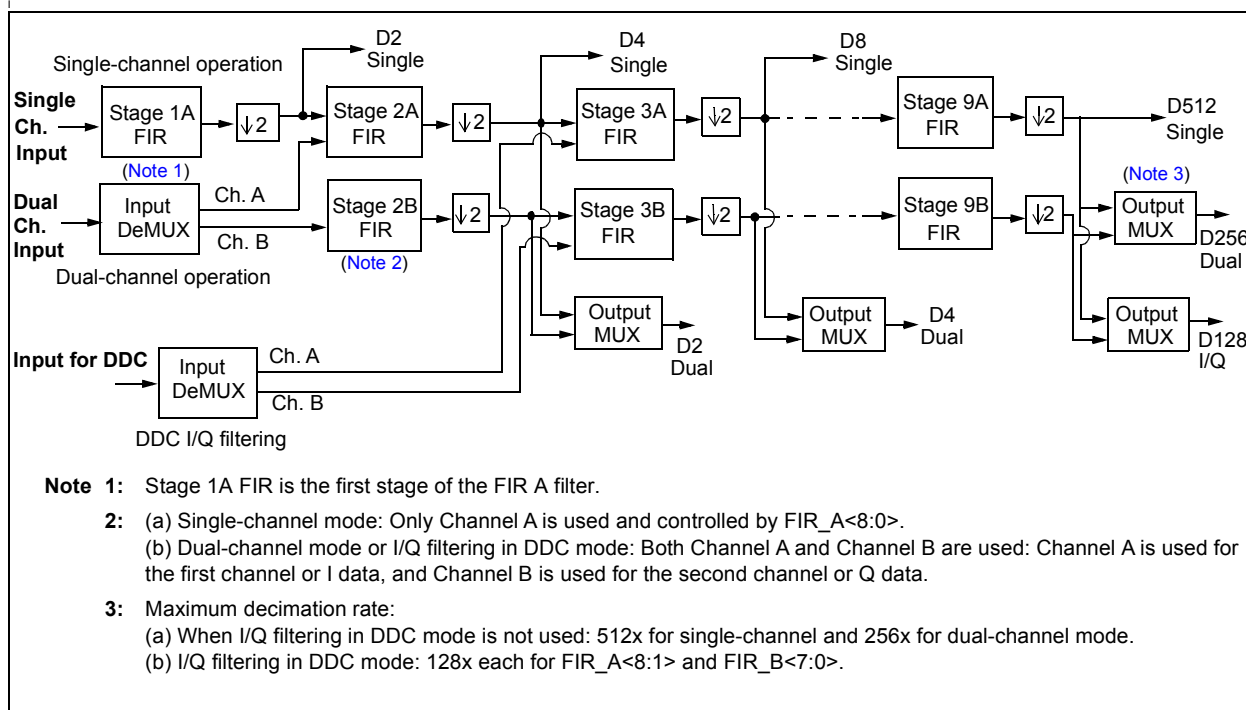 D2
Single
D4
Single
D8
Single
Single-channel operation
Single
Ch.
Input
Stage 1A
FIR
↓2
Stage 2A
FIR
↓2
Stage 3A
FIR
↓2
Stage 9A
FIR
↓2
D512
Single
(Note 1)
(Note 3)
Dual
Ch.
Input
Input
DeMUX
Ch. A
Ch. B
Stage 2B
FIR
↓2
Stage 3B
FIR
↓2
Stage 9B
FIR
↓2
Output
MUX
D256
Dual
(Note 2)
Dual-channel operation
Output
MUX
D2
Dual
Output
MUX
D4
Dual
Output
MUX
D128
I/Q
Input for DDC
Input
DeMUX
Ch. A
Ch. B
DDC I/Q filtering
Note 1: Stage 1A FIR is the first stage of the FIR A filter.
2: (a) Single-channel mode: Only Channel A is used and controlled by FIR_A<8:0>.
(b) Dual-channel mode or I/Q filtering in DDC mode: Both Channel A and Channel B are used: Channel A is used for
the first channel or I data, and Channel B is used for the second channel or Q data.
3: Maximum decimation rate:
(a) When I/Q filtering in DDC mode is not used: 512x for single-channel and 256x for dual-channel mode.
(b) I/Q filtering in DDC mode: 128x each for FIR_A<8:1> and FIR_B<7:0>.